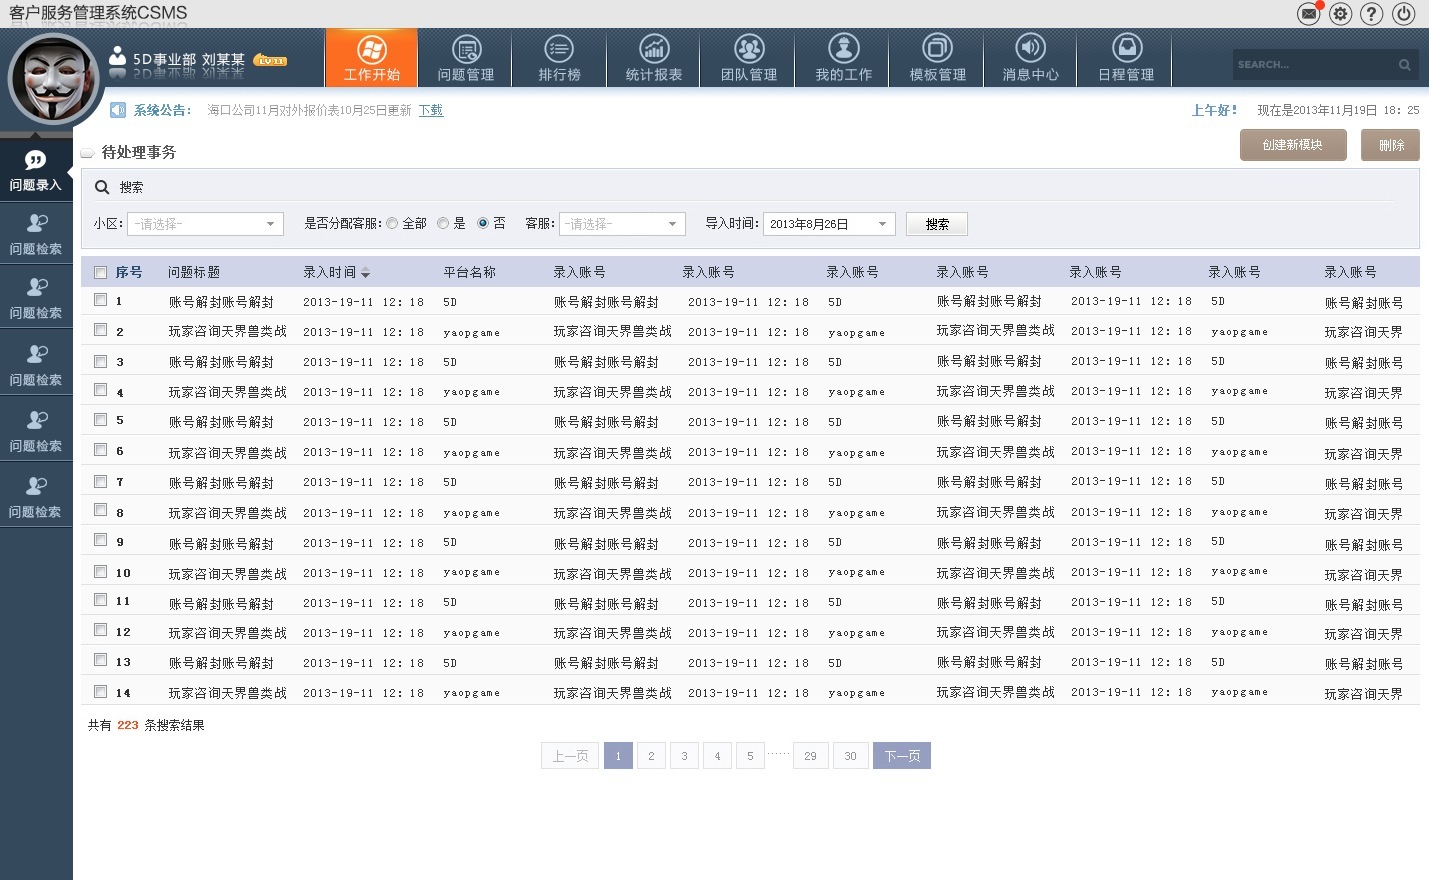 客户服务管理系统CSMS
5D事业部 刘某某 LV.11
工作开始 问题管理 排行榜 统计报表 团队管理 我的工作 模板管理 消息中心 日程管理 SEARCH...
系统公告： 海口公司11月对外报价表10月25日更新 下载 上午好！ 现在是2013年11月19日 18：25
待处理事务 创建新模块 删除
问题录入
问题检索
问题检索
问题检索
问题检索
问题检索
搜索
小区： -请选择- 是否分配客服： 全部 是 否 客服： -请选择- 导入时间： 2013年8月26日 搜索
序号 问题标题 录入时间 平台名称 录入账号 录入账号 录入账号 录入账号 录入账号 录入账号 录入账号
1 账号解封账号解封 2013-19-11 12：18 5D 账号解封账号解封 2013-19-11 12：18 5D 账号解封账号解封 2013-19-11 12：18 5D 账号解封账号
2 玩家咨询天界兽类战 2013-19-11 12：18 yaopgame 玩家咨询天界兽类战 2013-19-11 12：18 yaopgame 玩家咨询天界兽类战 2013-19-11 12：18 yaopgame 玩家咨询天界
3 账号解封账号解封 2013-19-11 12：18 5D 账号解封账号解封 2013-19-11 12：18 5D 账号解封账号解封 2013-19-11 12：18 5D 账号解封账号
4 玩家咨询天界兽类战 2013-19-11 12：18 yaopgame 玩家咨询天界兽类战 2013-19-11 12：18 yaopgame 玩家咨询天界兽类战 2013-19-11 12：18 yaopgame 玩家咨询天界
5 账号解封账号解封 2013-19-11 12：18 5D 账号解封账号解封 2013-19-11 12：18 5D 账号解封账号解封 2013-19-11 12：18 5D 账号解封账号
6 玩家咨询天界兽类战 2013-19-11 12：18 yaopgame 玩家咨询天界兽类战 2013-19-11 12：18 yaopgame 玩家咨询天界兽类战 2013-19-11 12：18 yaopgame 玩家咨询天界
7 账号解封账号解封 2013-19-11 12：18 5D 账号解封账号解封 2013-19-11 12：18 5D 账号解封账号解封 2013-19-11 12：18 5D 账号解封账号
8 玩家咨询天界兽类战 2013-19-11 12：18 yaopgame 玩家咨询天界兽类战 2013-19-11 12：18 yaopgame 玩家咨询天界兽类战 2013-19-11 12：18 yaopgame 玩家咨询天界
9 账号解封账号解封 2013-19-11 12：18 5D 账号解封账号解封 2013-19-11 12：18 5D 账号解封账号解封 2013-19-11 12：18 5D 账号解封账号
10 玩家咨询天界兽类战 2013-19-11 12：18 yaopgame 玩家咨询天界兽类战 2013-19-11 12：18 yaopgame 玩家咨询天界兽类战 2013-19-11 12：18 yaopgame 玩家咨询天界
11 账号解封账号解封 2013-19-11 12：18 5D 账号解封账号解封 2013-19-11 12：18 5D 账号解封账号解封 2013-19-11 12：18 5D 账号解封账号
12 玩家咨询天界兽类战 2013-19-11 12：18 yaopgame 玩家咨询天界兽类战 2013-19-11 12：18 yaopgame 玩家咨询天界兽类战 2013-19-11 12：18 yaopgame 玩家咨询天界
13 账号解封账号解封 2013-19-11 12：18 5D 账号解封账号解封 2013-19-11 12：18 5D 账号解封账号解封 2013-19-11 12：18 5D 账号解封账号
14 玩家咨询天界兽类战 2013-19-11 12：18 yaopgame 玩家咨询天界兽类战 2013-19-11 12：18 yaopgame 玩家咨询天界兽类战 2013-19-11 12：18 yaopgame 玩家咨询天界
共有 223 条搜索结果
上一页 1 2 3 4 5 ...... 29 30 下一页